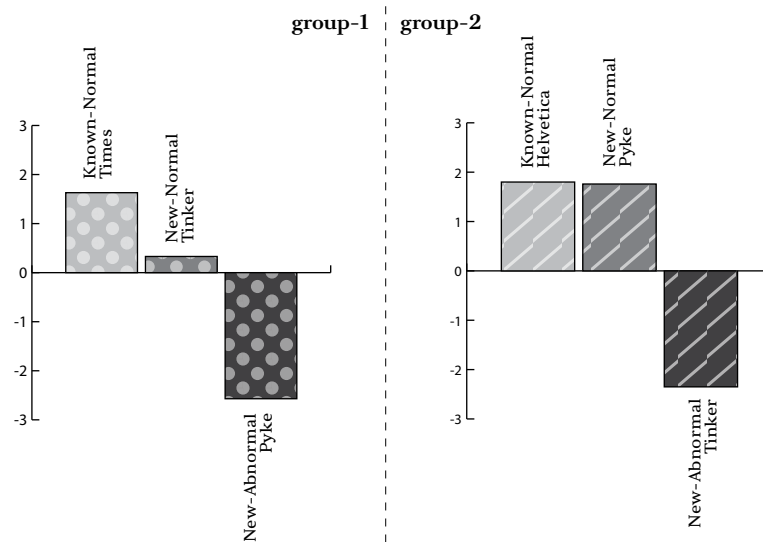 group-1
group-2
Known-Normal
Times
New-Normal
Tinker
New-Abnormal
Pyke
3
2
1
0
-1
-2
-3
Known-Normal
Helvetica
New-Normal
Pyke
New-Abnormal
Tinker
3
2
1
0
-1
-2
-3